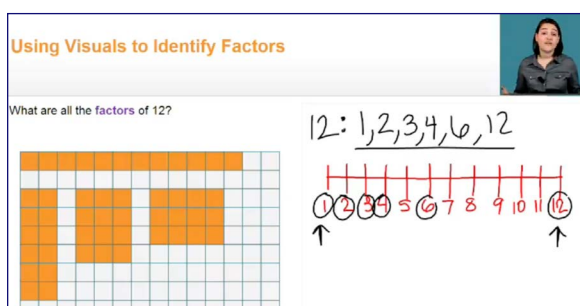 Using Visuals to Identify Factors
What are all the factors of 12?
12: 1,2,3,4,6,12
1 2 3 4 5 6 7 8 9 10 11 12